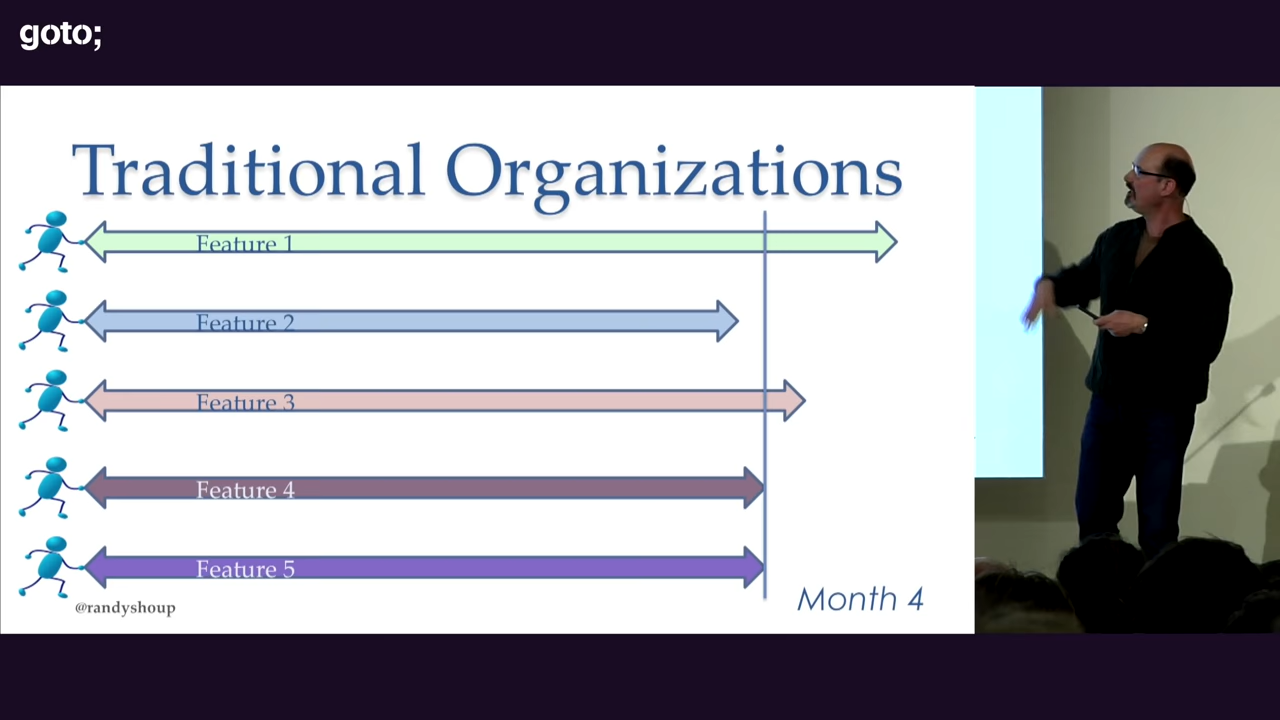 goto;
Traditional Organizations
Feature 1
Feature 2
Feature 3
Feature 4
Feature 5
@randyshoup
Month 4